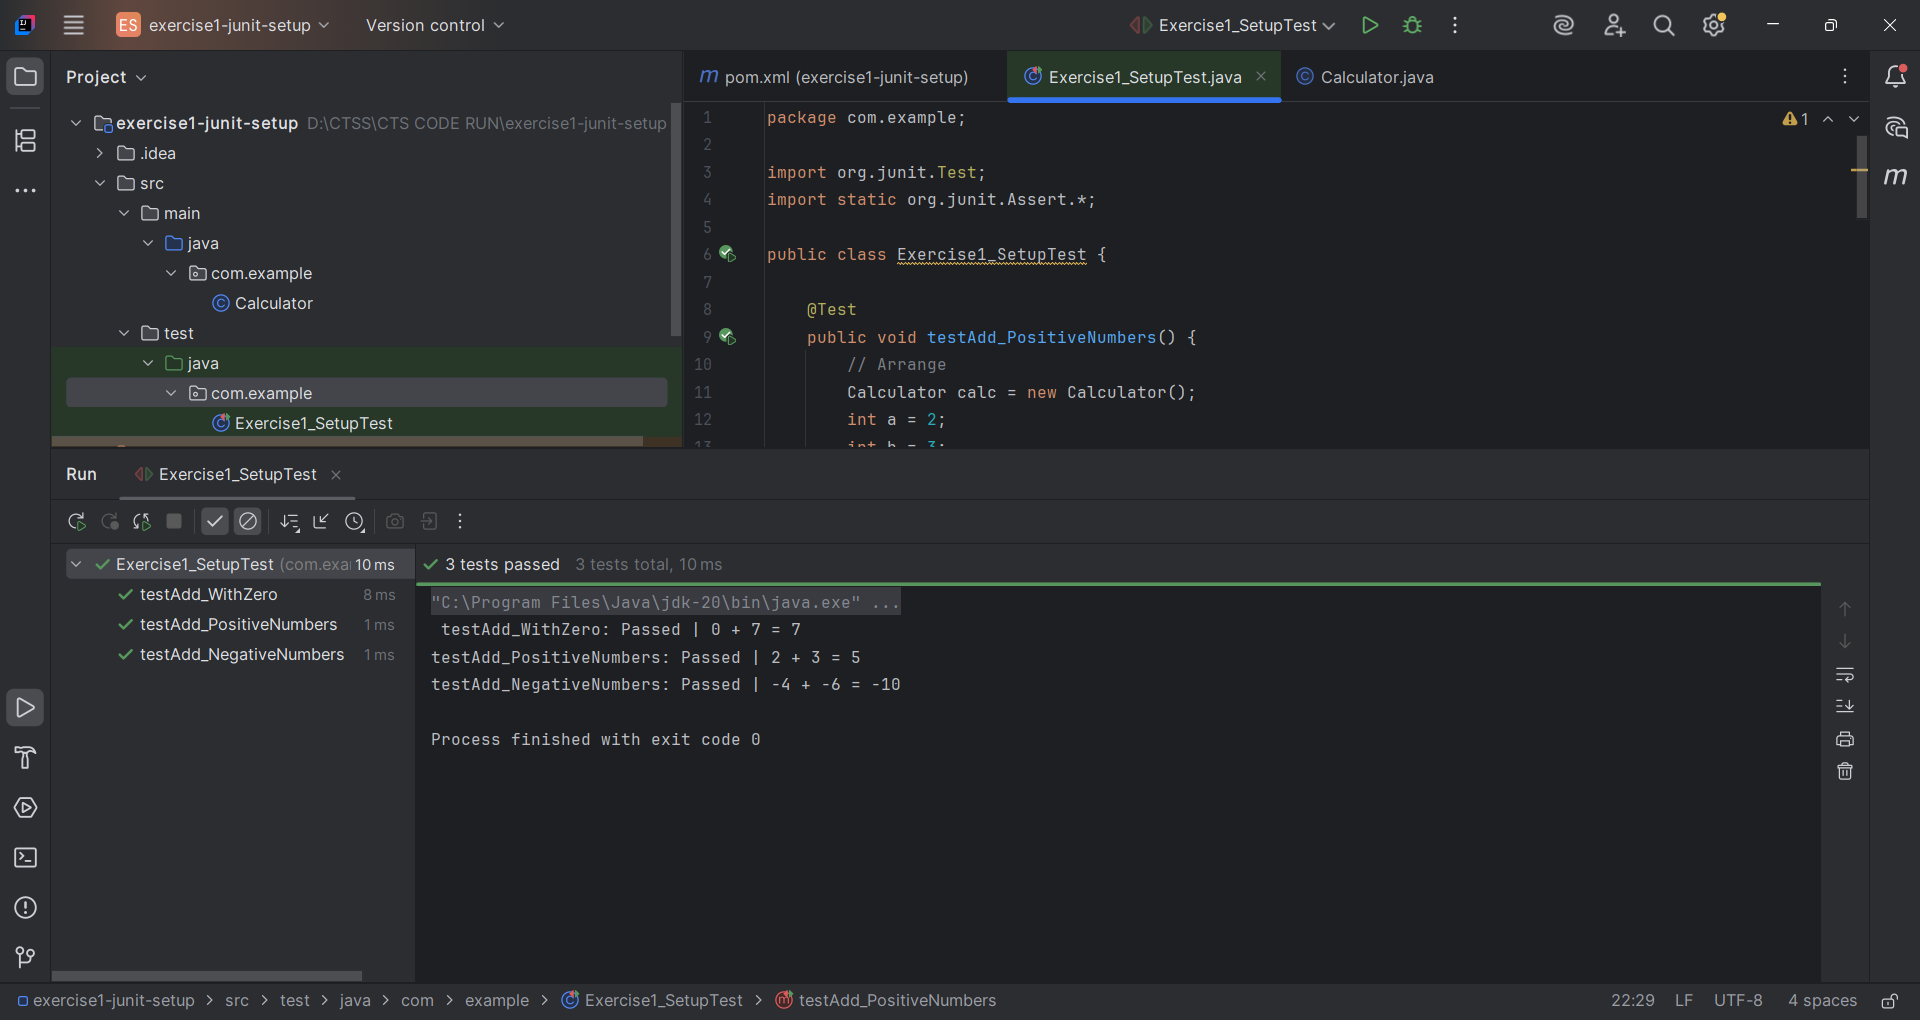 ES exercise1-junit-setup Version control Exercise1_SetupTest
Project
exercise1-junit-setup D:\CTSS\CTS CODE RUN\exercise1-junit-setup
.idea
src
main
java
com.example
Calculator
test
java
com.example
Exercise1_SetupTest
m pom.xml (exercise1-junit-setup) Exercise1_SetupTest.java Calculator.java
1 package com.example;
2
3 import org.junit.Test;
4 import static org.junit.Assert.*;
5
6 public class Exercise1_SetupTest {
7
8 @Test
9 public void testAdd_PositiveNumbers() {
10 // Arrange
11 Calculator calc = new Calculator();
12 int a = 2;
13 int b = 3;
1
m
Run Exercise1_SetupTest
Exercise1_SetupTest (com.exa 10 ms
testAdd_WithZero 8 ms
testAdd_PositiveNumbers 1 ms
testAdd_NegativeNumbers 1 ms
3 tests passed 3 tests total, 10 ms
"C:\Program Files\Java\jdk-20\bin\java.exe" ...
testAdd_WithZero: Passed | 0 + 7 = 7
testAdd_PositiveNumbers: Passed | 2 + 3 = 5
testAdd_NegativeNumbers: Passed | -4 + -6 = -10
Process finished with exit code 0
exercise1-junit-setup > src > test > java > com > example > Exercise1_SetupTest > testAdd_PositiveNumbers 22:29 LF UTF-8 4 spaces